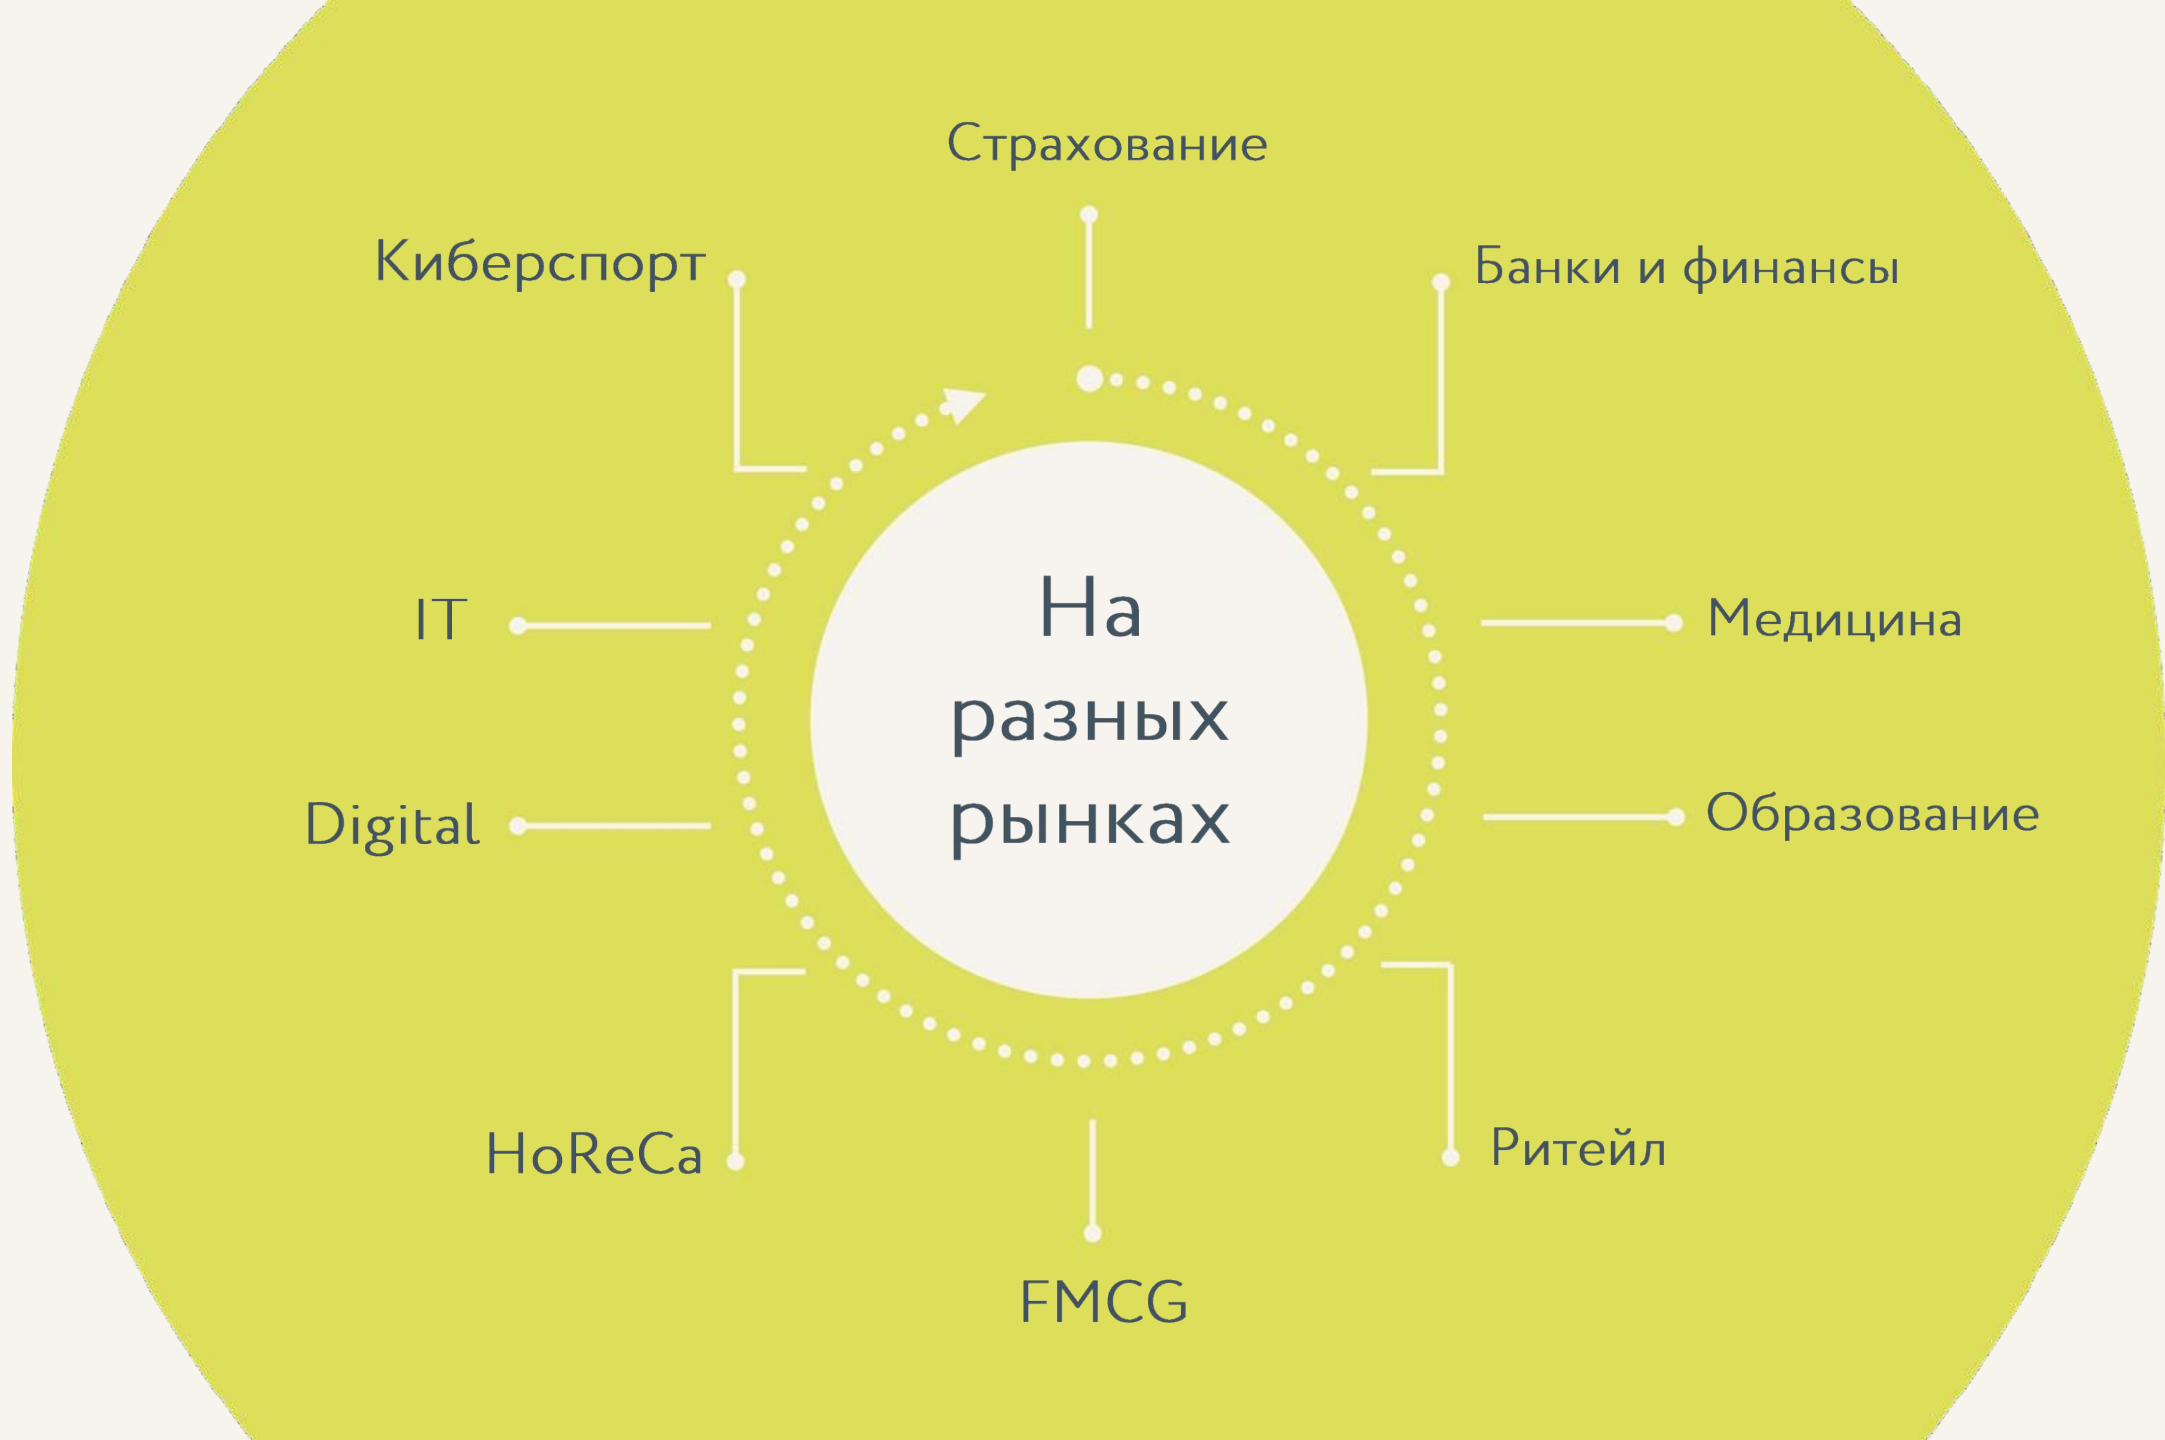 Страхование
Киберспорт
Банки и финансы
IT
На
разных
рынках
Медицина
Digital
Образование
HoReCa
Ритейл
FMCG